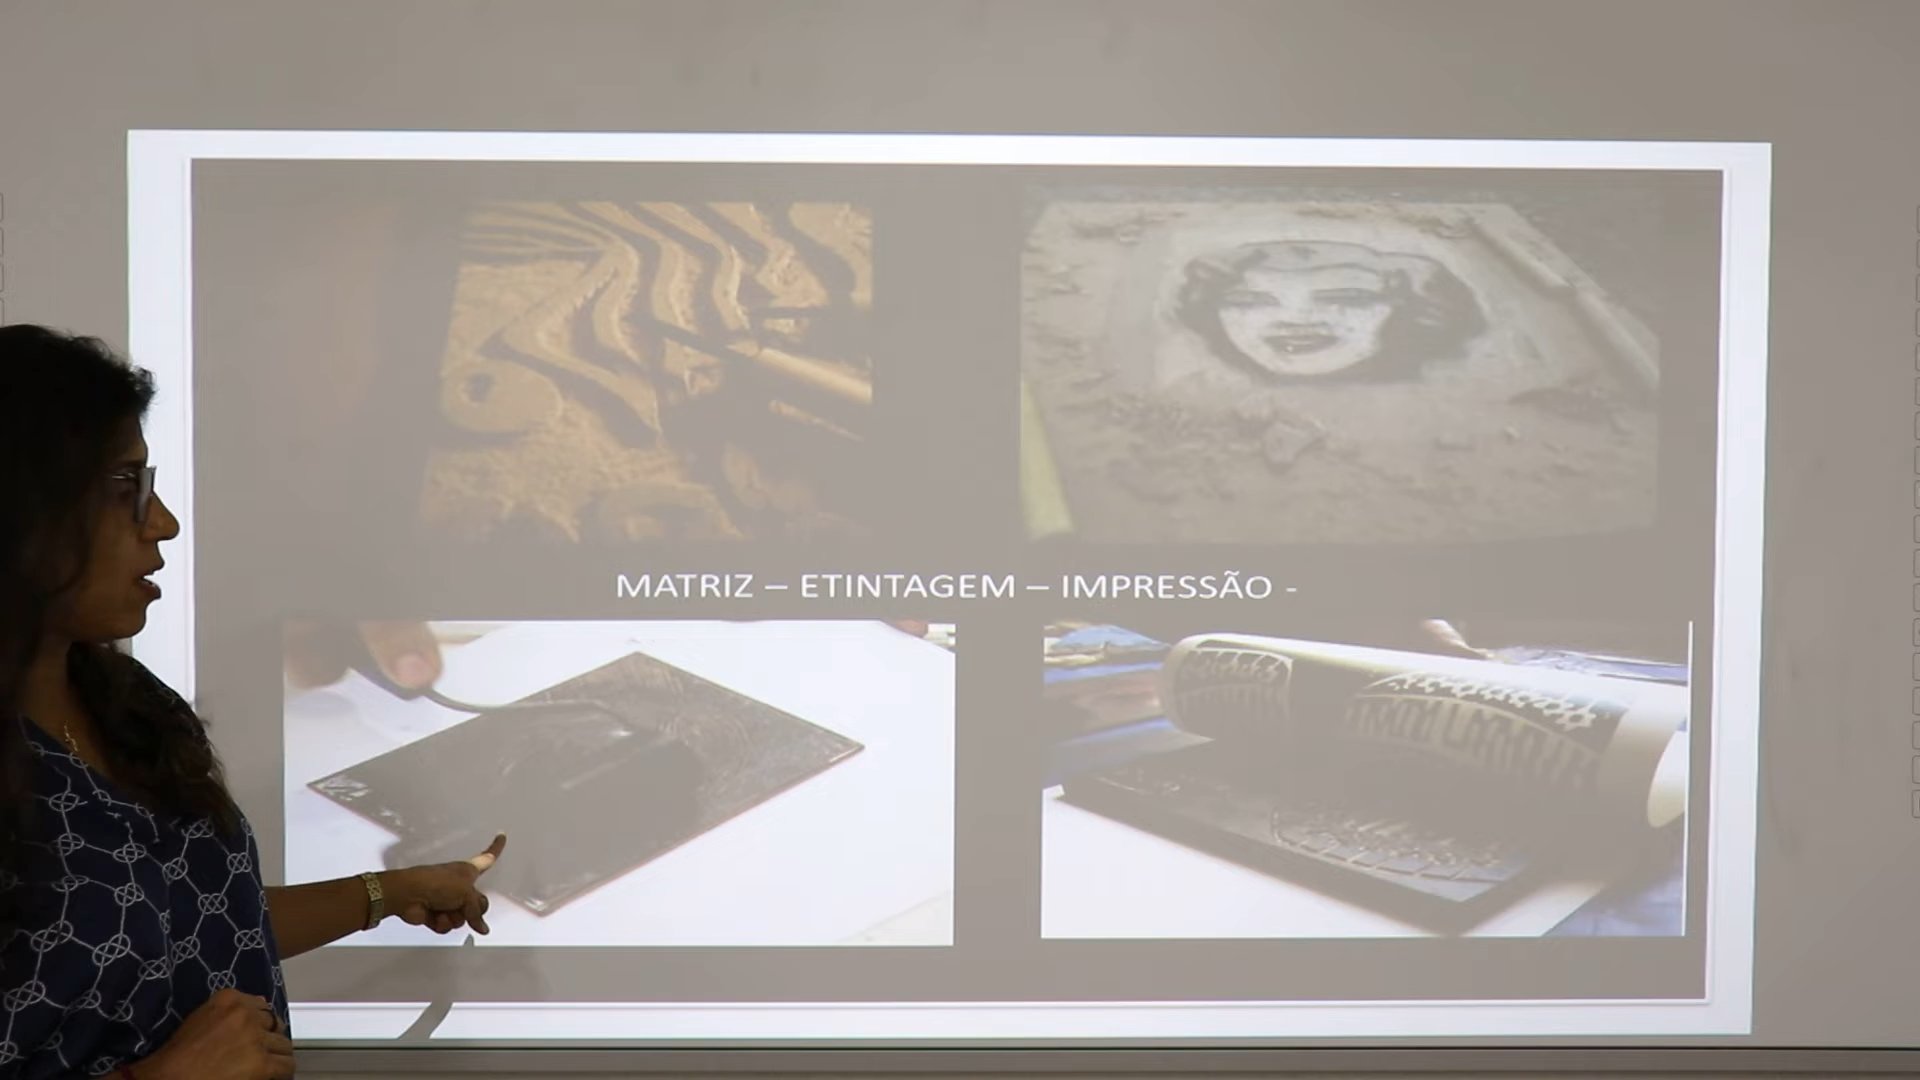 MATRIZ – ETINTAGEM – IMPRESSÃO -